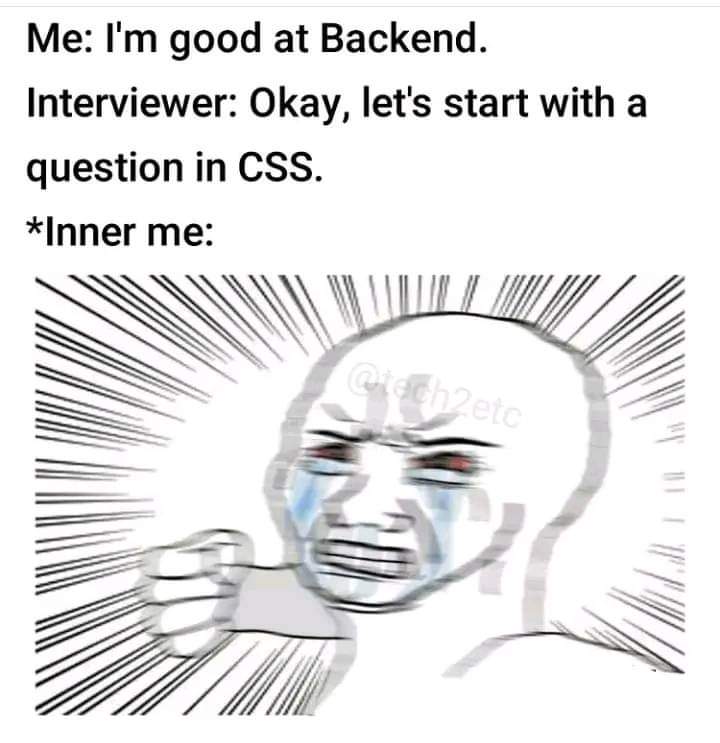 Me: I'm good at Backend.
Interviewer: Okay, let's start with a
question in CSS.
*Inner me:
@tech2etc